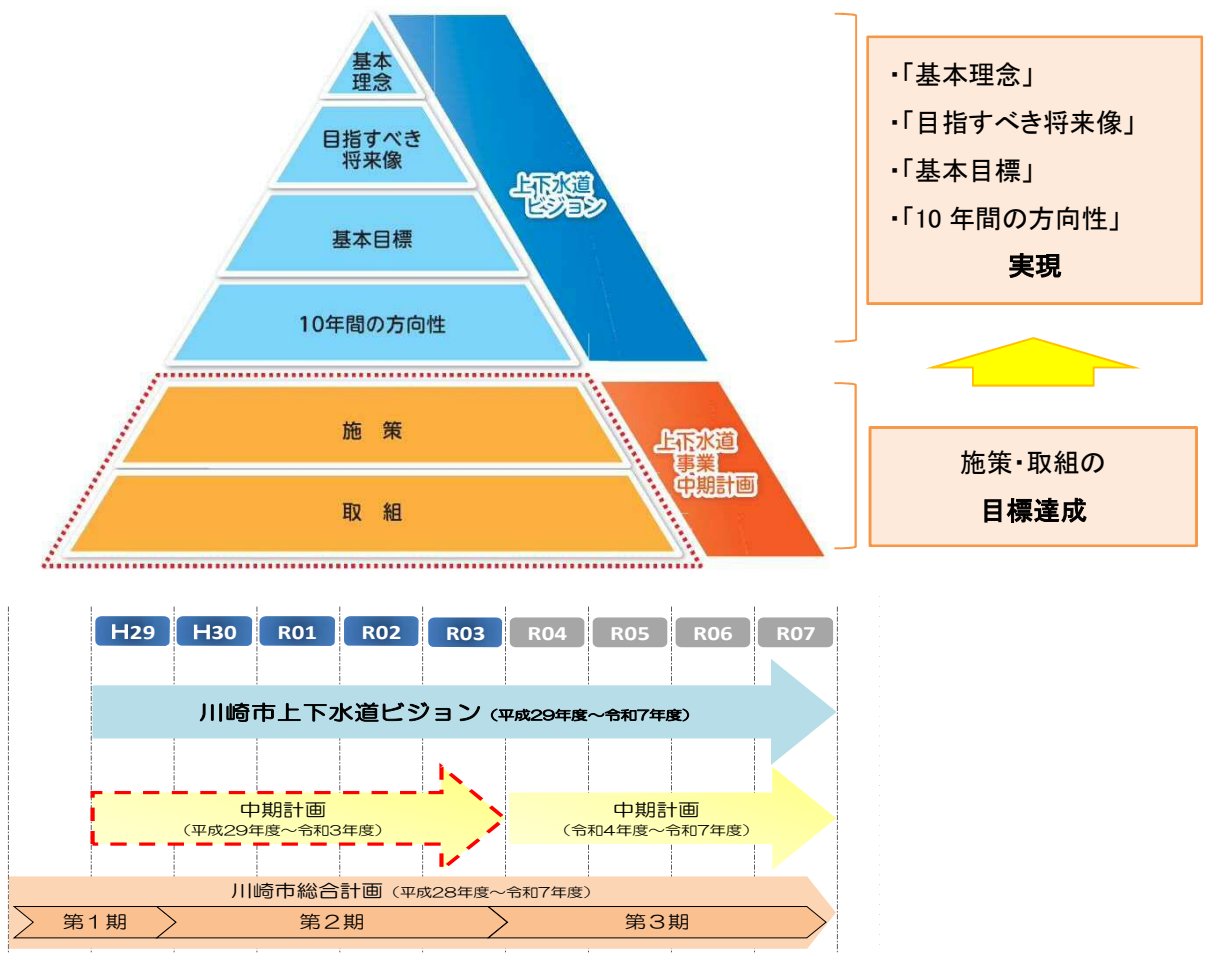 基本
理念
目指すべき
将来像
基本目標
10年間の方向性
施　策
取　組
上下水道
ビジョン
上下水道
事業
中期計画
・「基本理念」
・「目指すべき将来像」
・「基本目標」
・「10 年間の方向性」
実現
施策・取組の
目標達成
H29 H30 R01 R02 R03 R04 R05 R06 R07
川崎市上下水道ビジョン（平成29年度～令和7年度）
中期計画
（平成29年度～令和3年度）
中期計画
（令和4年度～令和7年度）
川崎市総合計画（平成28年度～令和7年度）
第1期 第2期 第3期